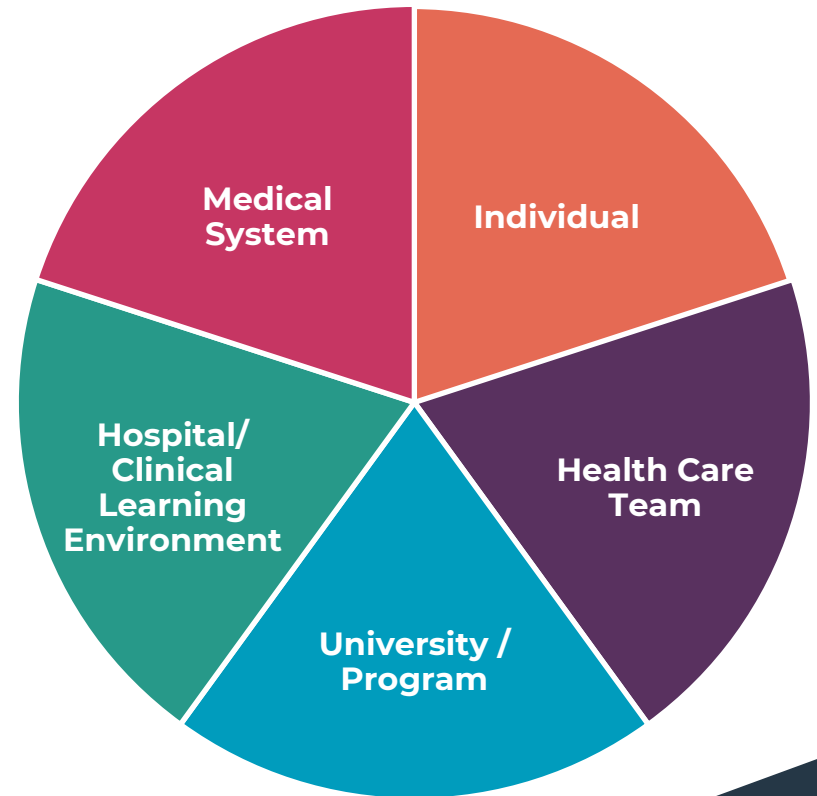 Medical
System
Individual
Hospital/
Clinical
Learning
Environment
Health Care
Team
University /
Program